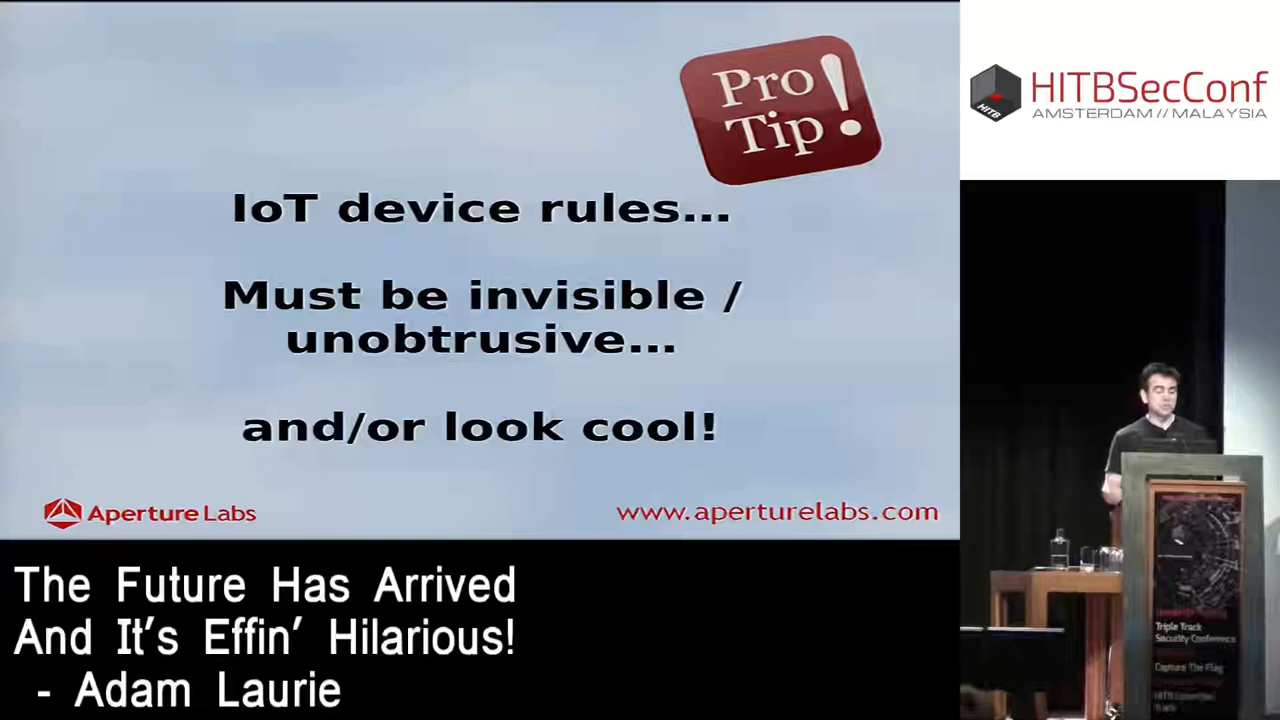 Pro
Tip!
IoT device rules...
Must be invisible /
unobtrusive...
and/or look cool!
Aperture Labs
www.aperturelabs.com
HITBSecConf
AMSTERDAM // MALAYSIA
HITB
Triple Track
Security Conference
Capture The Flag
The Future Has Arrived
And It's Effin' Hilarious!
- Adam Laurie